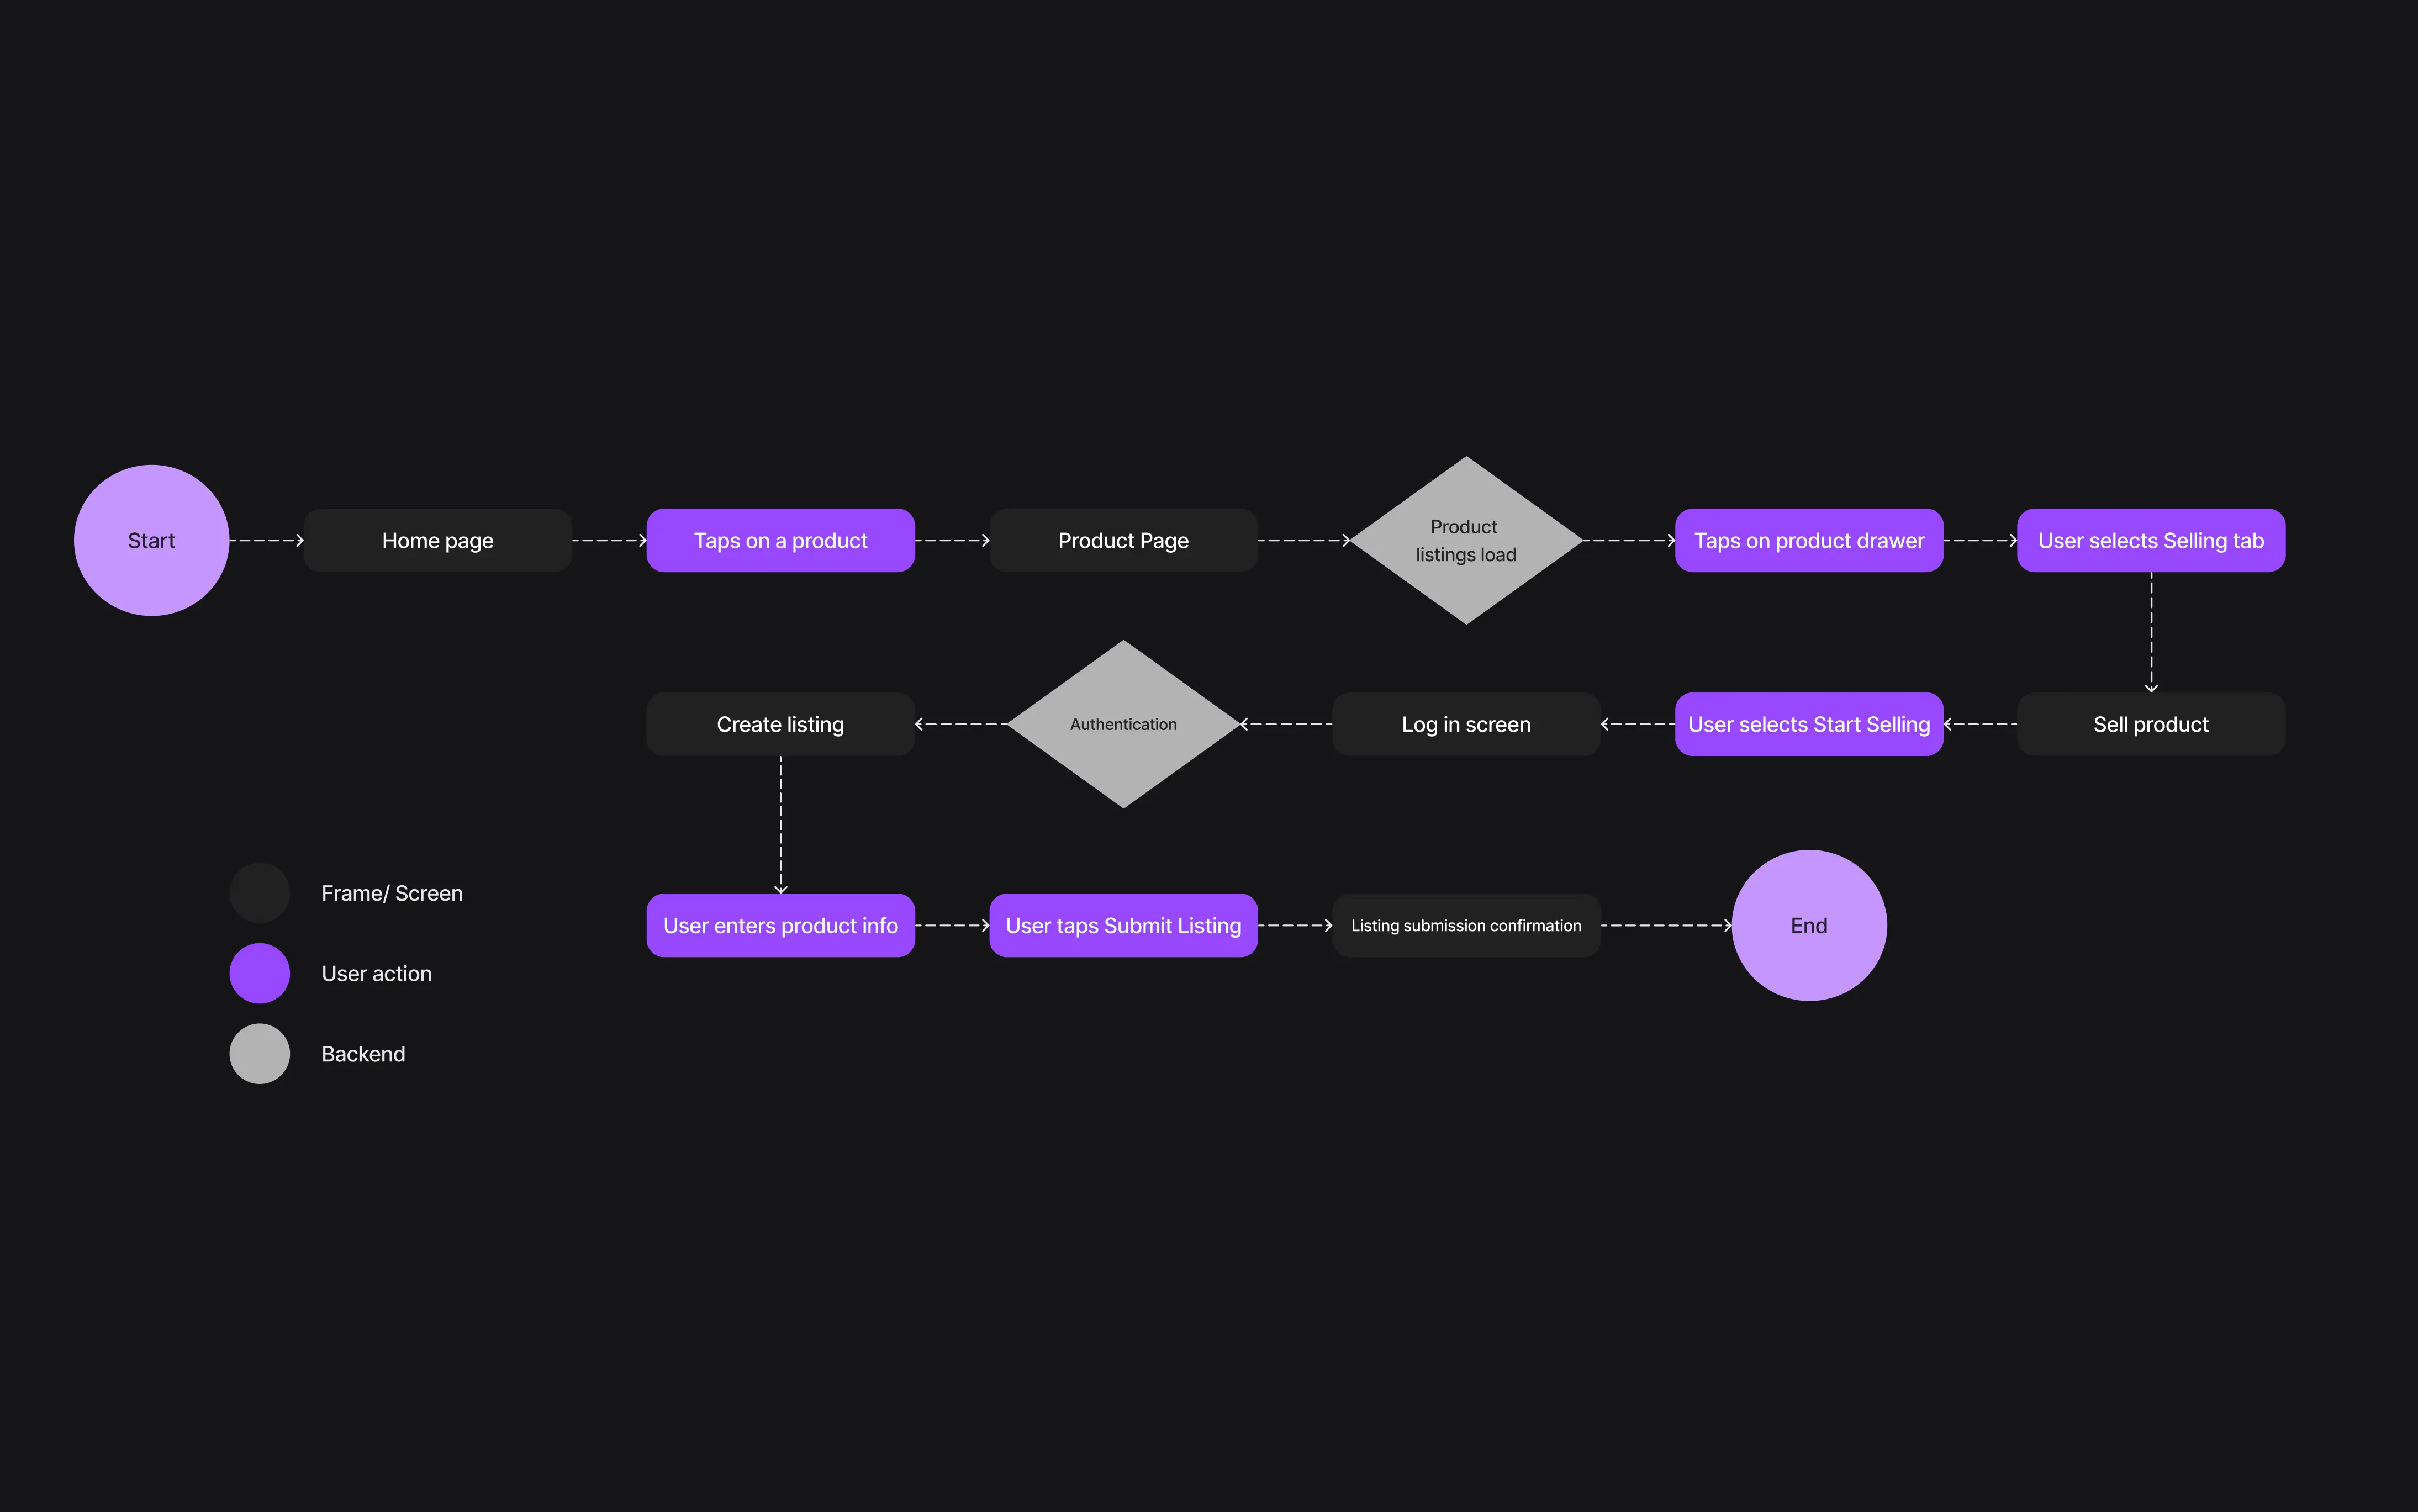 Start
Home page
Taps on a product
Product Page
Product
listings load
Taps on product drawer
User selects Selling tab
Sell product
User selects Start Selling
Log in screen
Authentication
Create listing
User enters product info
User taps Submit Listing
Listing submission confirmation
End
Frame/ Screen
User action
Backend